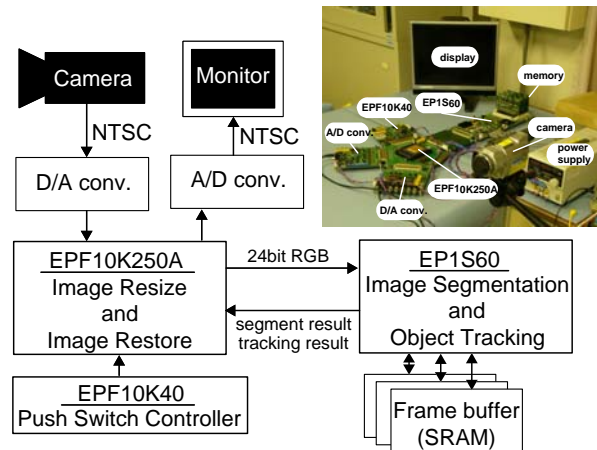 Camera
Monitor
NTSC
NTSC
D/A conv.
A/D conv.
EPF10K250A
Image Resize
and
Image Restore
24bit RGB
segment result
tracking result
EP1S60
Image Segmentation
and
Object Tracking
EPF10K40
Push Switch Controller
Frame buffer
(SRAM)
display
memory
EPF10K40
EP1S60
A/D conv.
camera
power
supply
EPF10K250A
D/A conv.